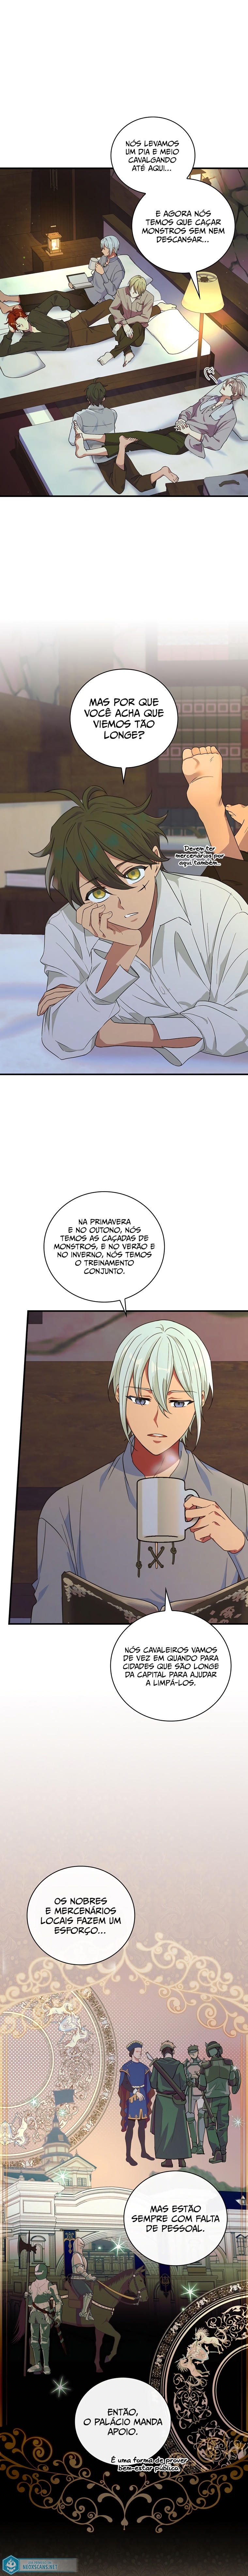 NÓS LEVAMOS
UM DIA E MEIO
CAVALGANDO
ATÉ AQUI...
E AGORA NÓS
TEMOS QUE CAÇAR
MONSTROS SEM NEM
DESCANSAR...
MAS POR QUE
VOCÊ ACHA QUE
VIEMOS TÃO
LONGE?
Devem ter
mercenários por
aqui também...
NA PRIMAVERA
E NO OUTONO, NÓS
TEMOS AS CAÇADAS DE
MONSTROS, E NO VERÃO E
NO INVERNO, NÓS TEMOS
O TREINAMENTO
CONJUNTO.
NÓS CAVALEIROS VAMOS
DE VEZ EM QUANDO PARA
CIDADES QUE SÃO LONGE
DA CAPITAL PARA AJUDAR
A LIMPÁ-LOS.
OS NOBRES
E MERCENÁRIOS
LOCAIS FAZEM UM
ESFORÇO...
MAS ESTÃO
SEMPRE COM FALTA
DE PESSOAL.
ENTÃO,
O PALÁCIO MANDA
APOIO.
É uma forma de prover
bem-estar pública
NEOXSCANS.NET